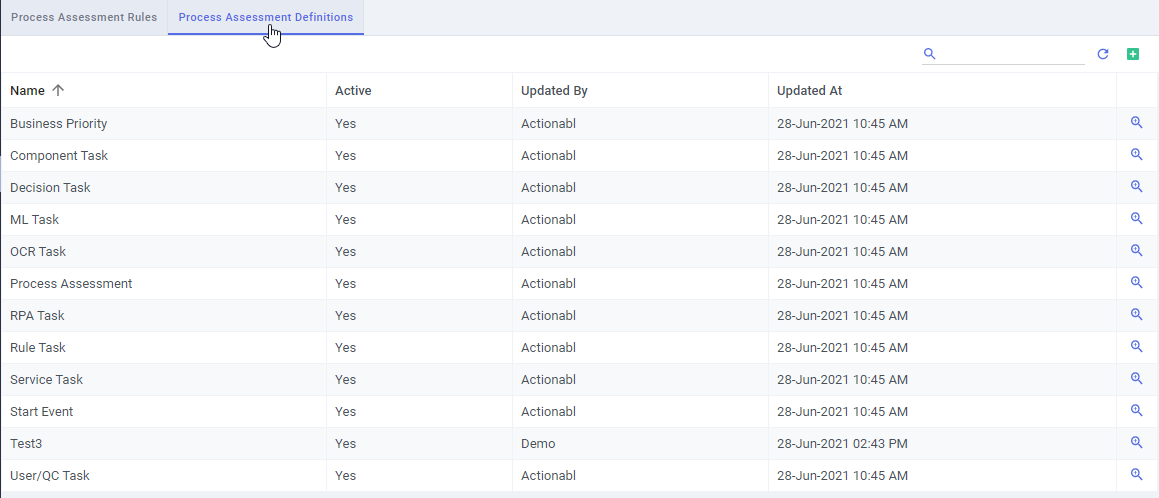 Process Assessment Rules Process Assessment Definitions
Name Active Updated By Updated At
Business Priority Yes Actionabl 28-Jun-2021 10:45 AM
Component Task Yes Actionabl 28-Jun-2021 10:45 AM
Decision Task Yes Actionabl 28-Jun-2021 10:45 AM
ML Task Yes Actionabl 28-Jun-2021 10:45 AM
OCR Task Yes Actionabl 28-Jun-2021 10:45 AM
Process Assessment Yes Actionabl 28-Jun-2021 10:45 AM
RPA Task Yes Actionabl 28-Jun-2021 10:45 AM
Rule Task Yes Actionabl 28-Jun-2021 10:45 AM
Service Task Yes Actionabl 28-Jun-2021 10:45 AM
Start Event Yes Actionabl 28-Jun-2021 10:45 AM
Test3 Yes Demo 28-Jun-2021 02:43 PM
User/QC Task Yes Actionabl 28-Jun-2021 10:45 AM